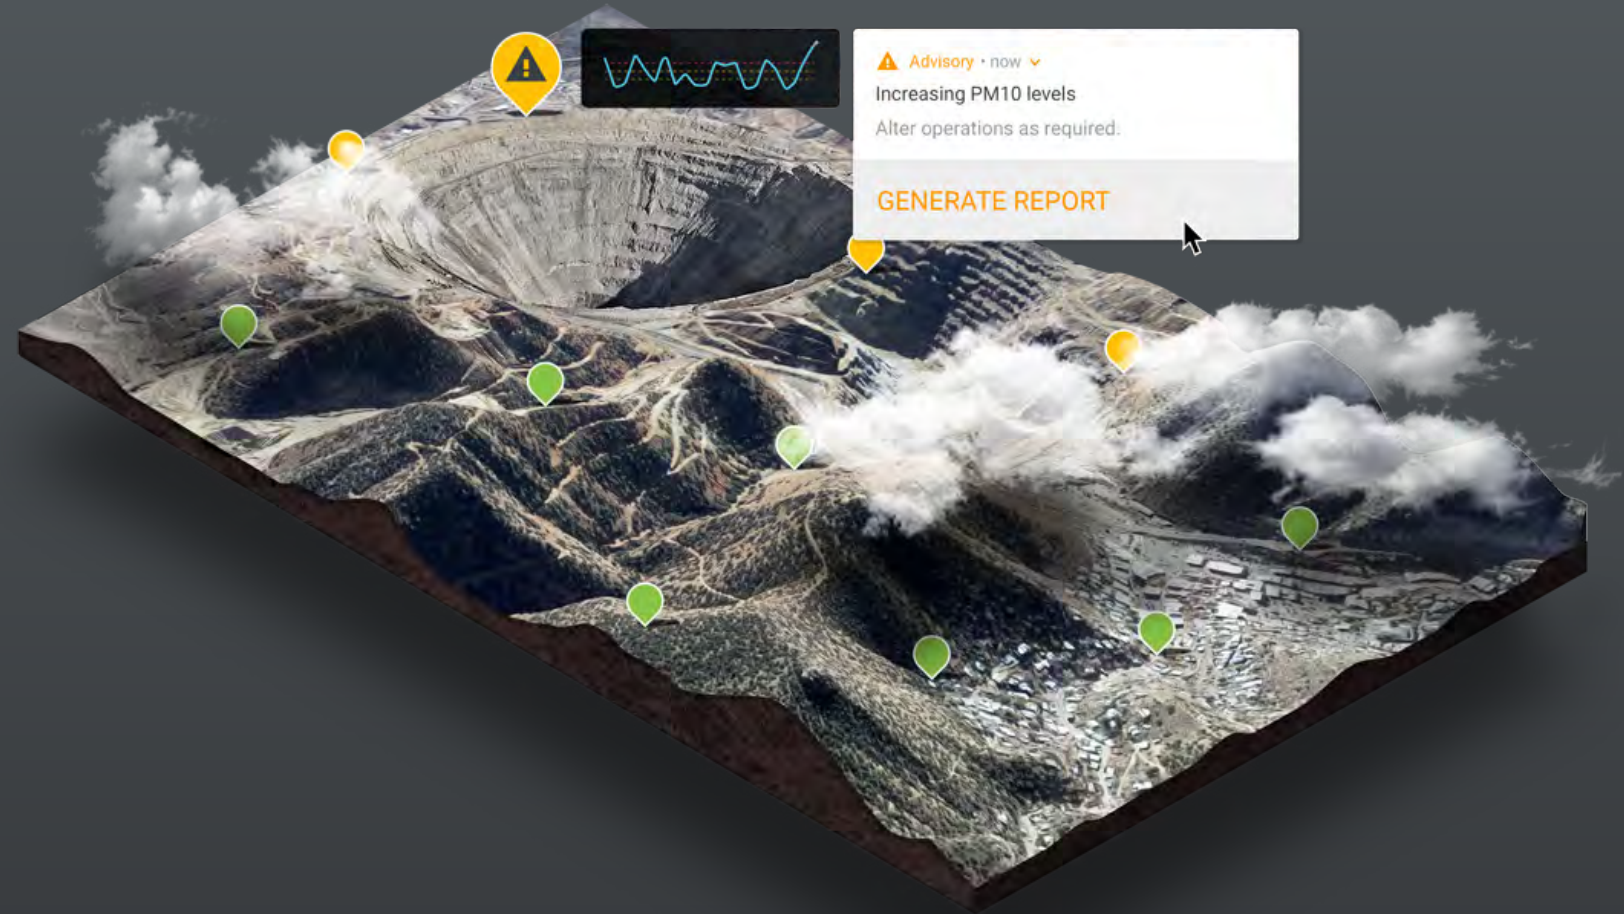 Advisory • now
Increasing PM10 levels
Alter operations as required.
GENERATE REPORT